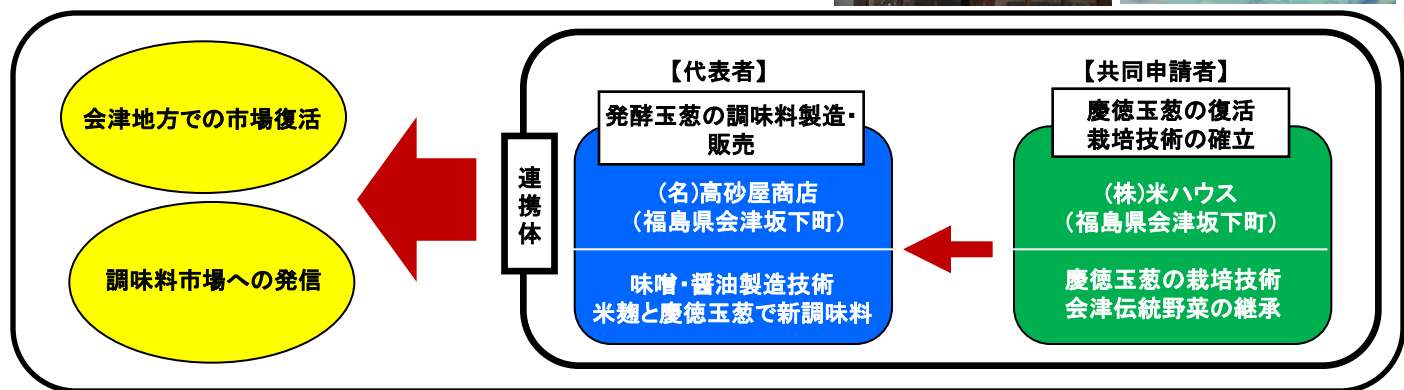 会津地方での市場復活
調味料市場への発信
連携体
【代表者】
発酵玉葱の調味料製造・
販売
(名)高砂屋商店
(福島県会津坂下町)
味噌・醤油製造技術
米麹と慶徳玉葱で新調味料
【共同申請者】
慶徳玉葱の復活
栽培技術の確立
(株)米ハウス
(福島県会津坂下町)
慶徳玉葱の栽培技術
会津伝統野菜の継承